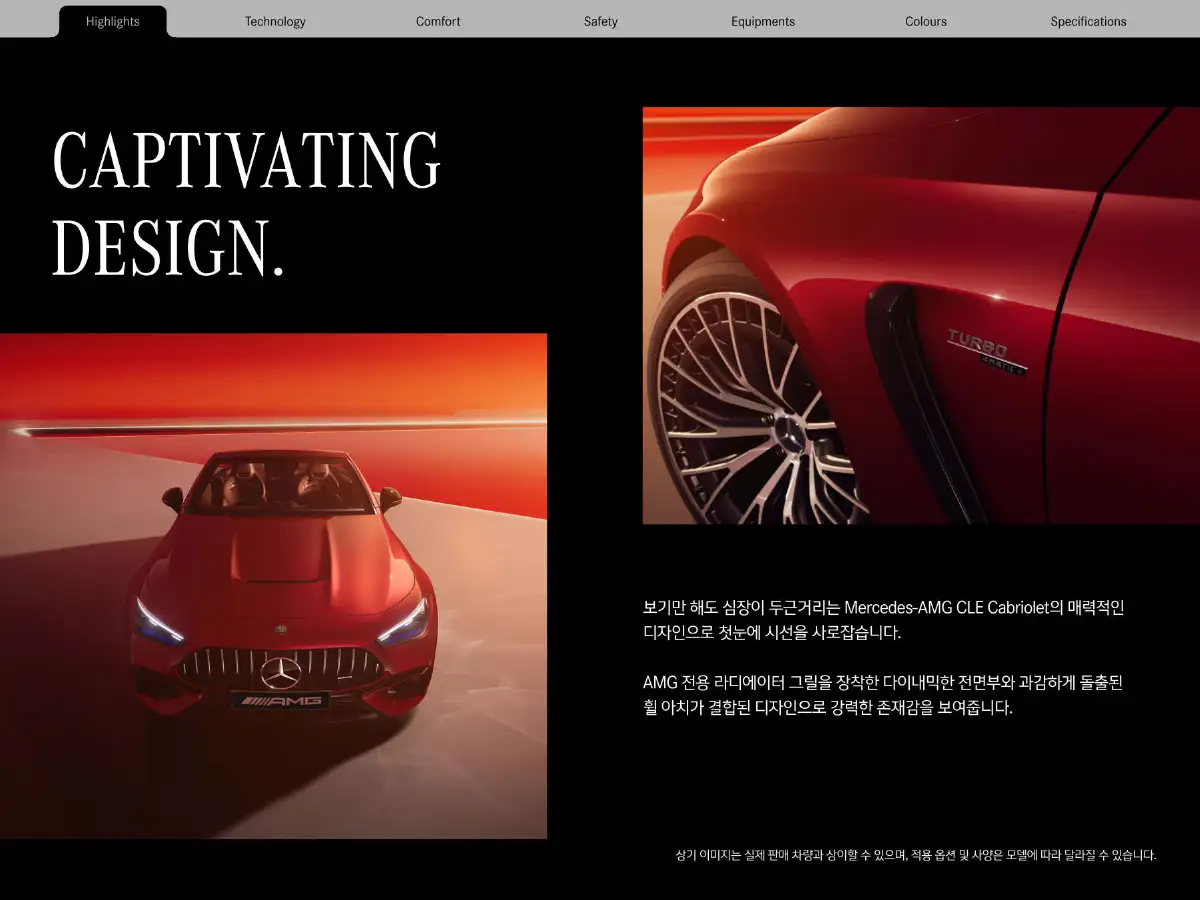 Highlights
Technology
Comfort
Safety
Equipments
Colours
Specifications
CAPTIVATING
DESIGN.
TURBO
4MATIC+
AMG
보기만 해도 심장이 두근거리는 Mercedes-AMG CLE Cabriolet의 매력적인
디자인으로 첫눈에 시선을 사로잡습니다.
AMG 전용 라디에이터 그릴을 장착한 다이내믹한 전면부와 과감하게 돌출된
휠 아치가 결합된 디자인으로 강력한 존재감을 보여줍니다.
상기 이미지는 실제 판매 차량과 상이할 수 있으며, 적용 옵션 및 사양은 모델에 따라 달라질 수 있습니다.